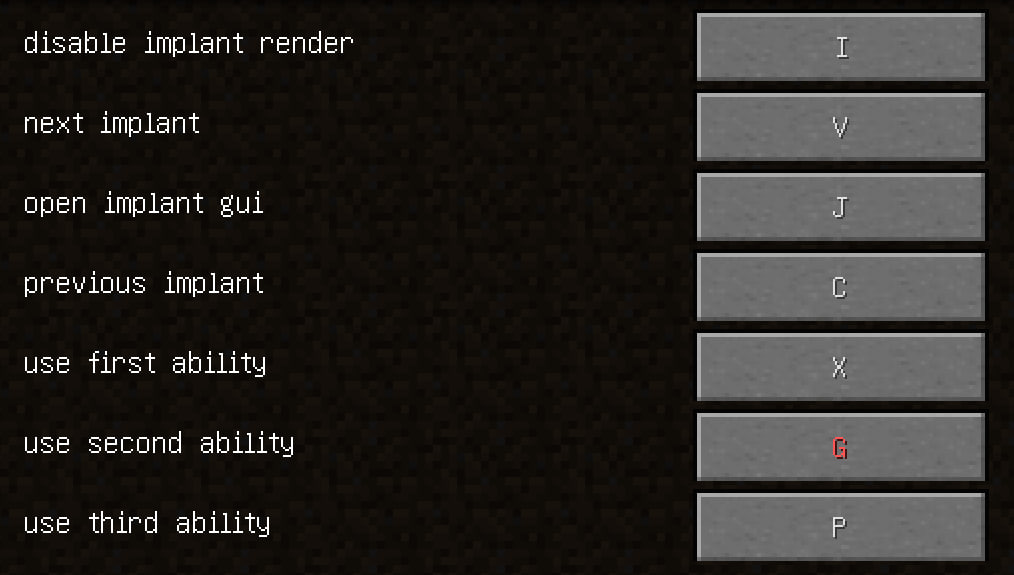 disable implant render I
next implant V
open implant gui J
previous implant C
use first ability X
use second ability G
use third ability P